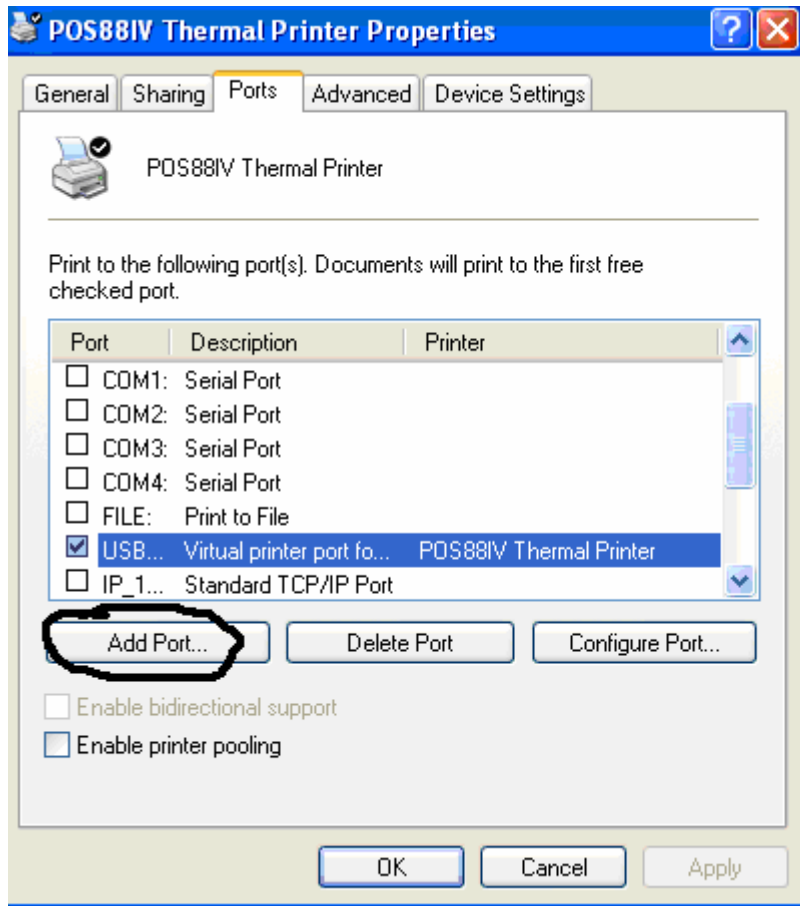 POS88IV Thermal Printer Properties
General Sharing Ports Advanced Device Settings
POS88IV Thermal Printer
Print to the following port(s). Documents will print to the first free
checked port.
Port Description Printer
COM1: Serial Port
COM2: Serial Port
COM3: Serial Port
COM4: Serial Port
FILE: Print to File
USB... Virtual printer port fo... POS88IV Thermal Printer
IP_1... Standard TCP/IP Port
Add Port... Delete Port Configure Port...
Enable bidirectional support
Enable printer pooling
OK Cancel Apply